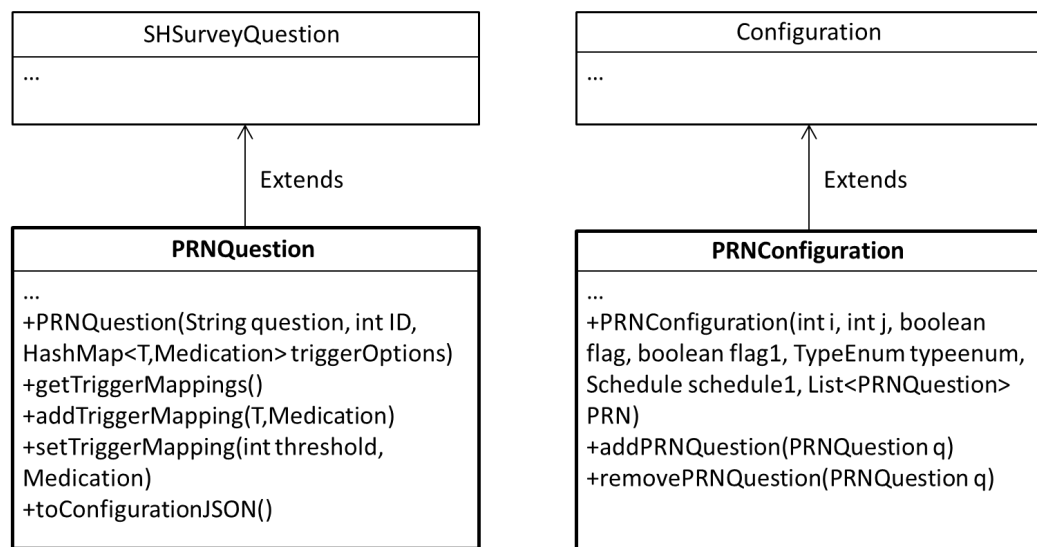 SHSurveyQuestion
...
Extends
PRNQuestion
...
+PRNQuestion(String question, int ID,
HashMap<T,Medication> triggerOptions)
+getTriggerMappings()
+addTriggerMapping(T,Medication)
+setTriggerMapping(int threshold,
Medication)
+toConfigurationJSON()
Configuration
...
Extends
PRNConfiguration
...
+PRNConfiguration(int i, int j, boolean
flag, boolean flag1, TypeEnum typeenum,
Schedule schedule1, List<PRNQuestion>
PRN)
+addPRNQuestion(PRNQuestion q)
+removePRNQuestion(PRNQuestion q)